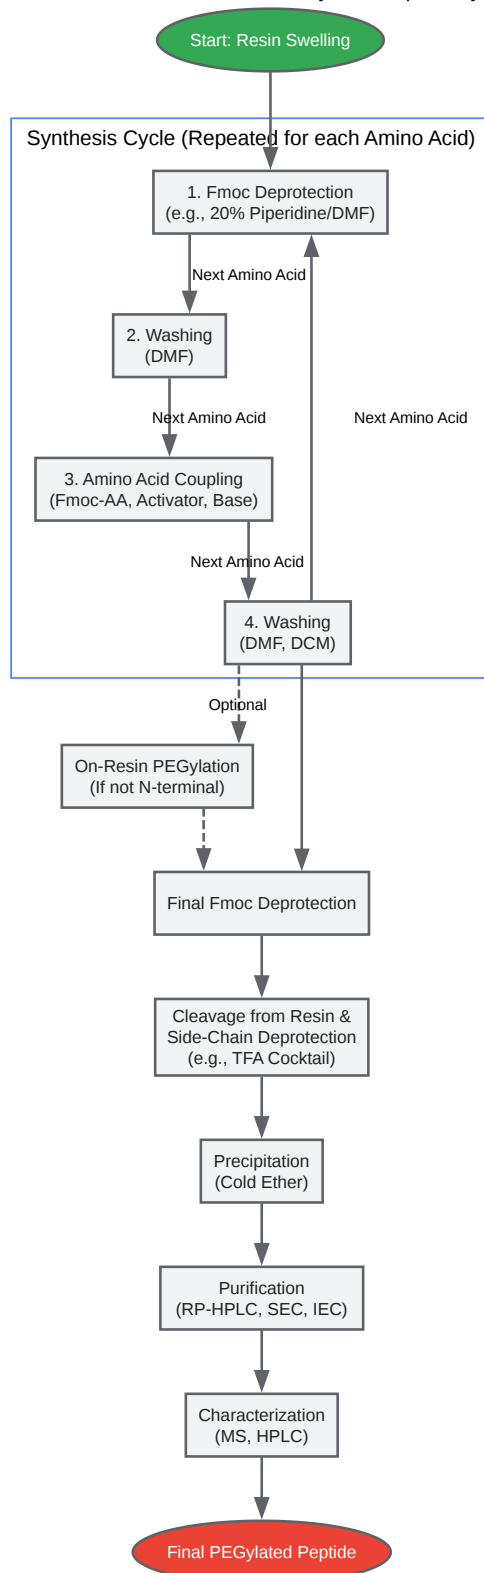 Start: Resin Swelling
Synthesis Cycle (Repeated for each Amino Acid)
1. Fmoc Deprotection
(e.g., 20% Piperidine/DMF)
Next Amino Acid
2. Washing
(DMF)
Next Amino Acid
Next Amino Acid
3. Amino Acid Coupling
(Fmoc-AA, Activator, Base)
Next Amino Acid
4. Washing
(DMF, DCM)
Optional
On-Resin PEGylation
(If not N-terminal)
Final Fmoc Deprotection
Cleavage from Resin &
Side-Chain Deprotection
(e.g., TFA Cocktail)
Precipitation
(Cold Ether)
Purification
(RP-HPLC, SEC, IEC)
Characterization
(MS, HPLC)
Final PEGylated Peptide